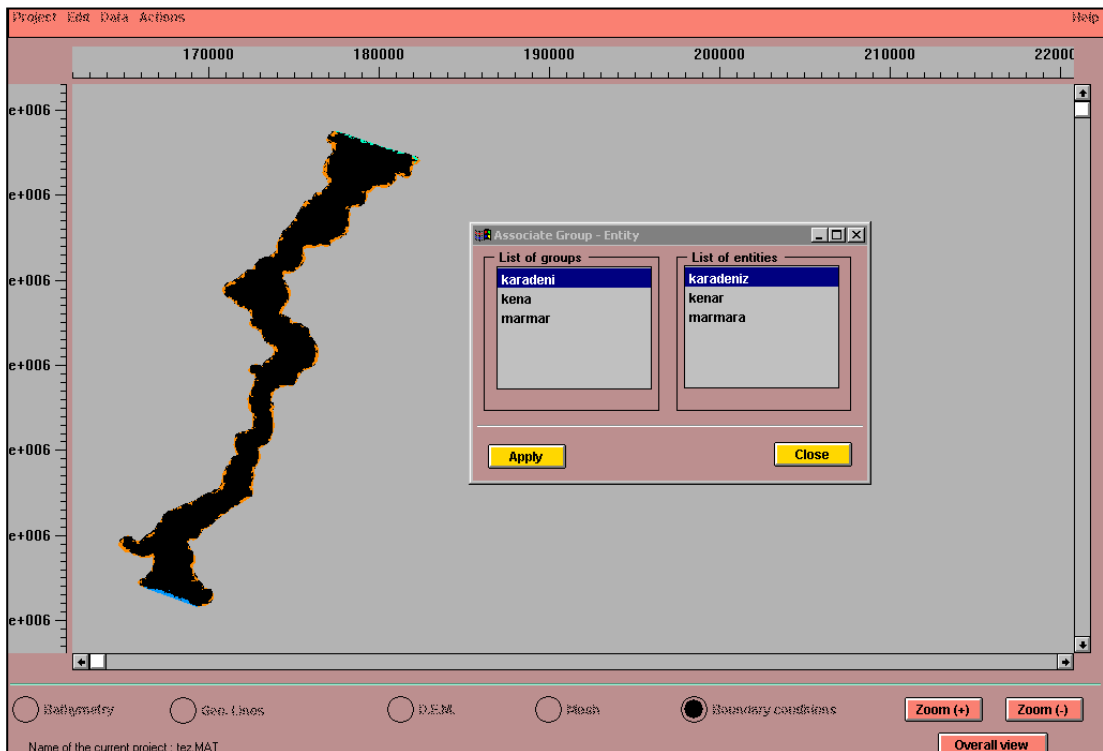 Project Edit Data Actions Help
170000 180000 190000 200000 210000 22000
e+006
e+006
e+006
e+006
e+006
e+006
e+006
Associate Group - Entity
List of groups List of entities
karadeni karadeniz
kena kenar
marmar marmara
Apply Close
Bathymetry Geo. Lines D.E.M. Mesh Boundary conditions Zoom (+) Zoom (-)
Name of the current project : tez.MAT Overall view